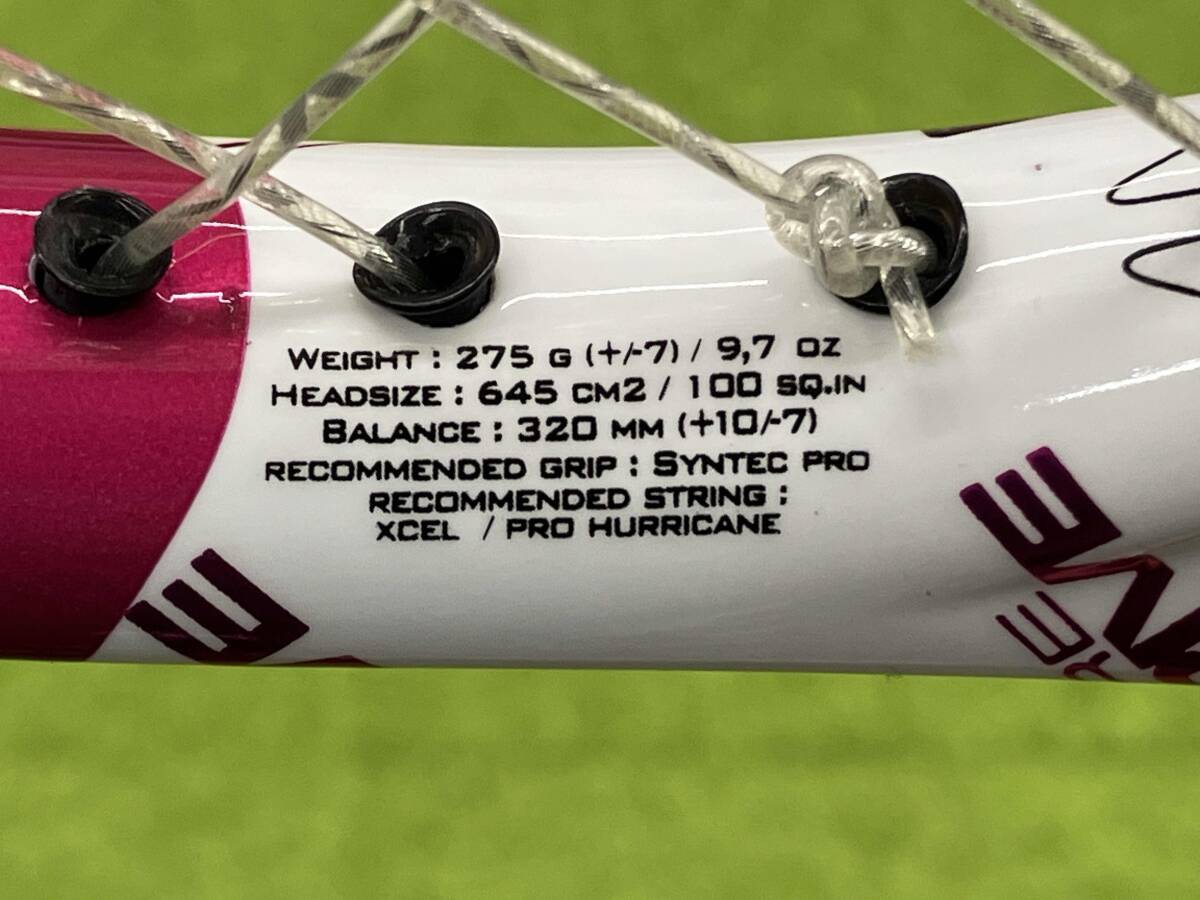 WEIGHT : 275 G (+/-7) / 9,7 OZ
HEADSIZE : 645 CM2 / 100 SQ.IN
BALANCE : 320 MM (+10/-7)
RECOMMENDED GRIP : SYNTEC PRO
RECOMMENDED STRING :
XCEL / PRO HURRICANE